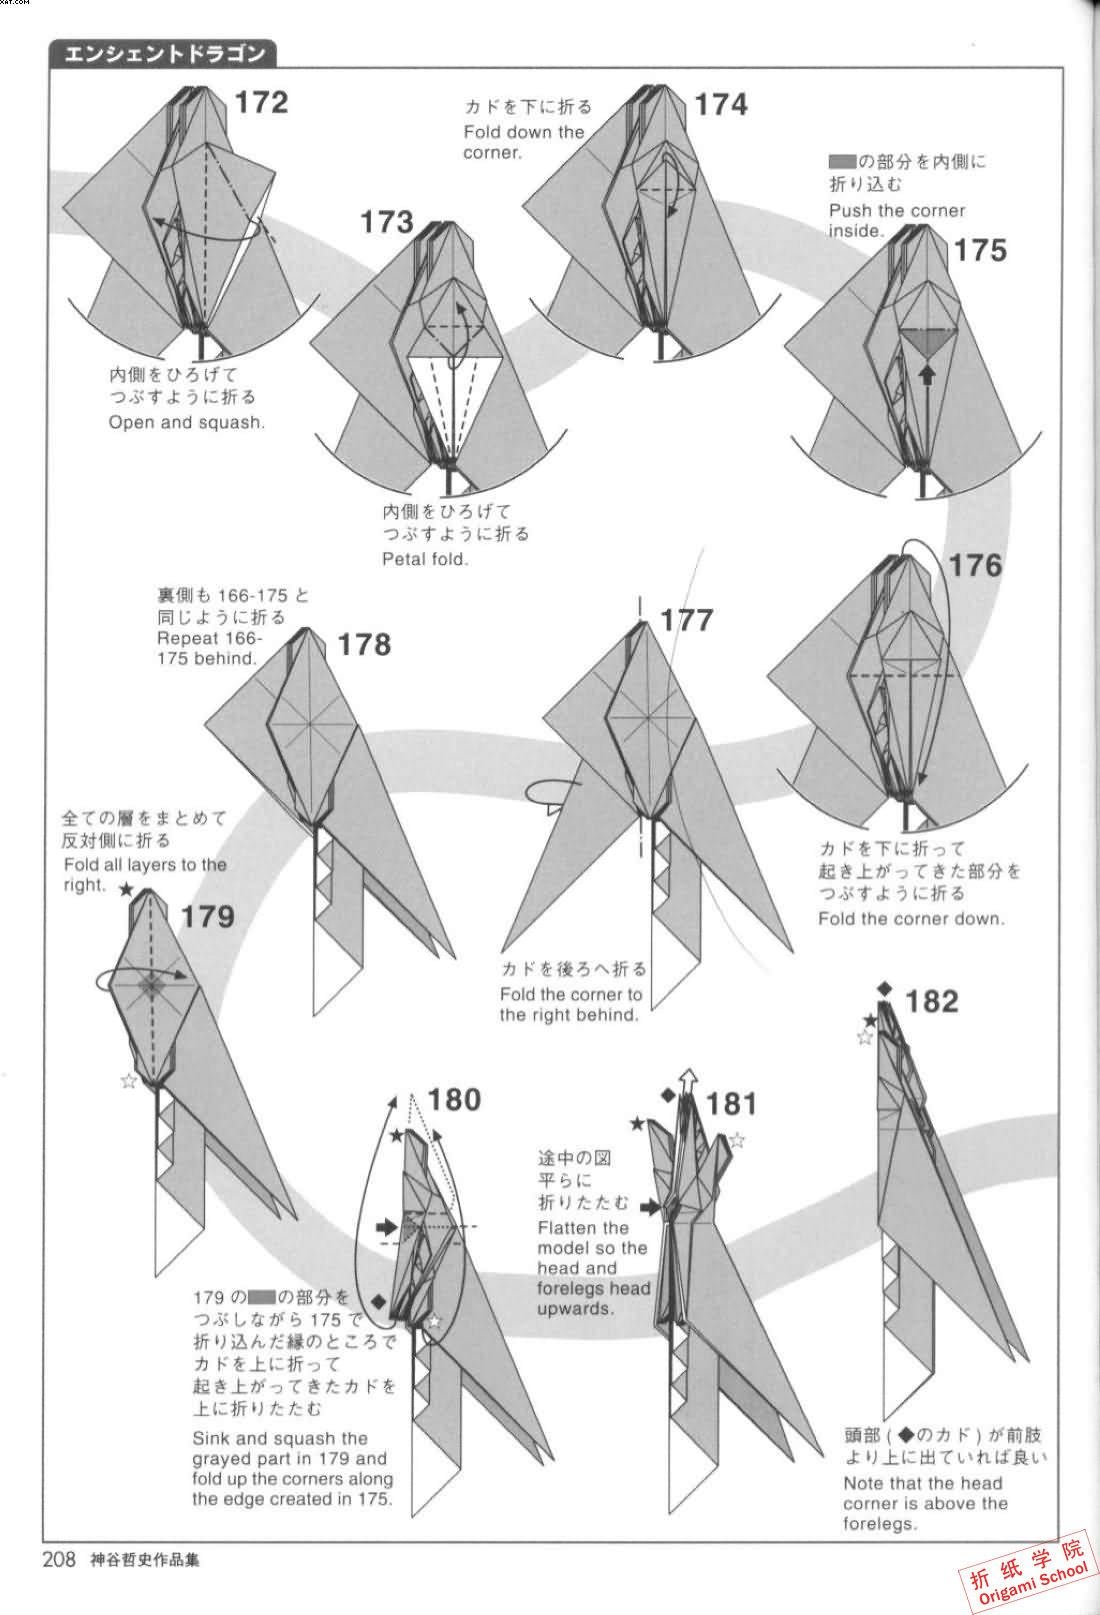 XAT.COM
エンシェントドラゴン
172
内側をひろげて
つぶすように折る
Open and squash.
173
内側をひろげて
つぶすように折る
Petal fold.
カドを下に折る
Fold down the
corner.
174
の部分を内側に
折り込む
Push the corner
inside.
175
176
カドを下に折って
起き上がってきた部分を
つぶすように折る
Fold the corner down.
177
カドを後ろへ折る
Fold the corner to
the right behind.
裏側も 166-175 と
同じように折る
Repeat 166-
175 behind.
178
全ての層をまとめて
反対側に折る
Fold all layers to the
right.
179
180
179 の の部分を
つぶしながら 175 で
折り込んだ縁のところで
カドを上に折って
起き上がってきたカドを
上に折りたたむ
Sink and squash the
grayed part in 179 and
fold up the corners along
the edge created in 175.
181
途中の図
平らに
折りたたむ
Flatten the
model so the
head and
forelegs head
upwards.
182
頭部 ( ◆のカド ) が前肢
より上に出ていれば良い
Note that the head
corner is above the
forelegs.
208 神谷哲史作品集
折纸学院
Origami School